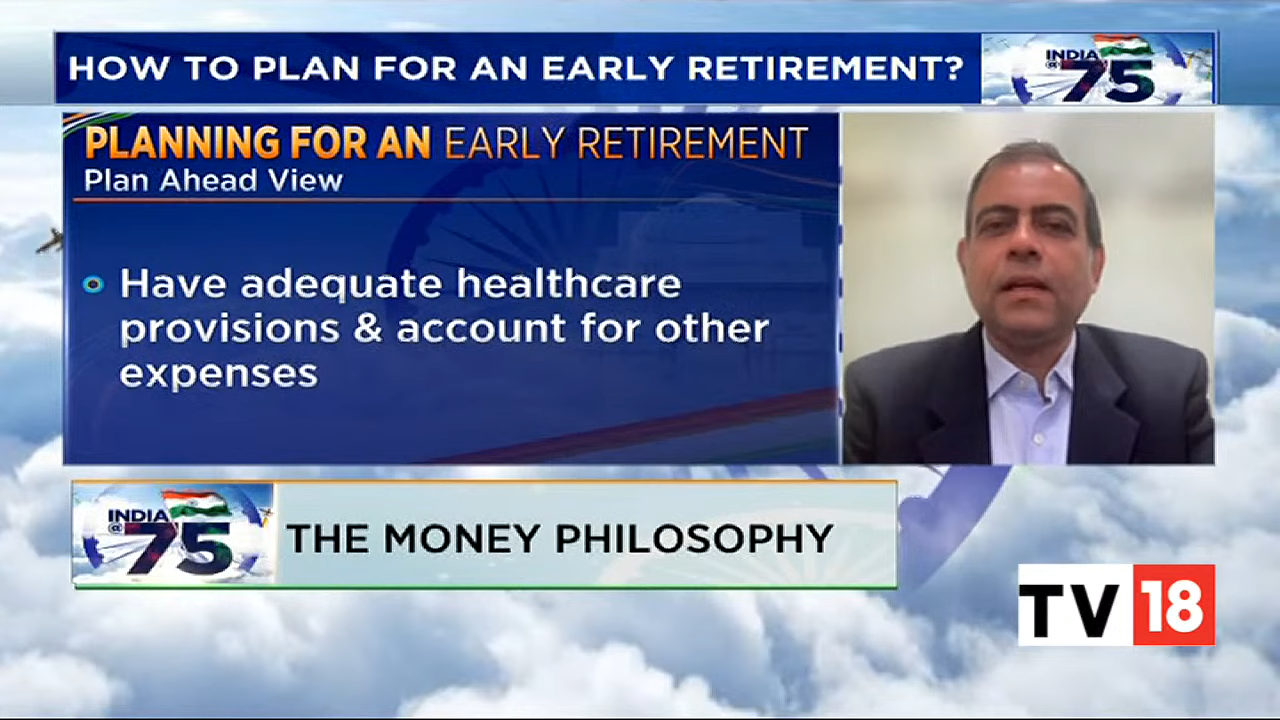 HOW TO PLAN FOR AN EARLY RETIREMENT?
INDIA
@75
PLANNING FOR AN EARLY RETIREMENT
Plan Ahead View
Have adequate healthcare
provisions & account for other
expenses
INDIA
@75
THE MONEY PHILOSOPHY
TV18